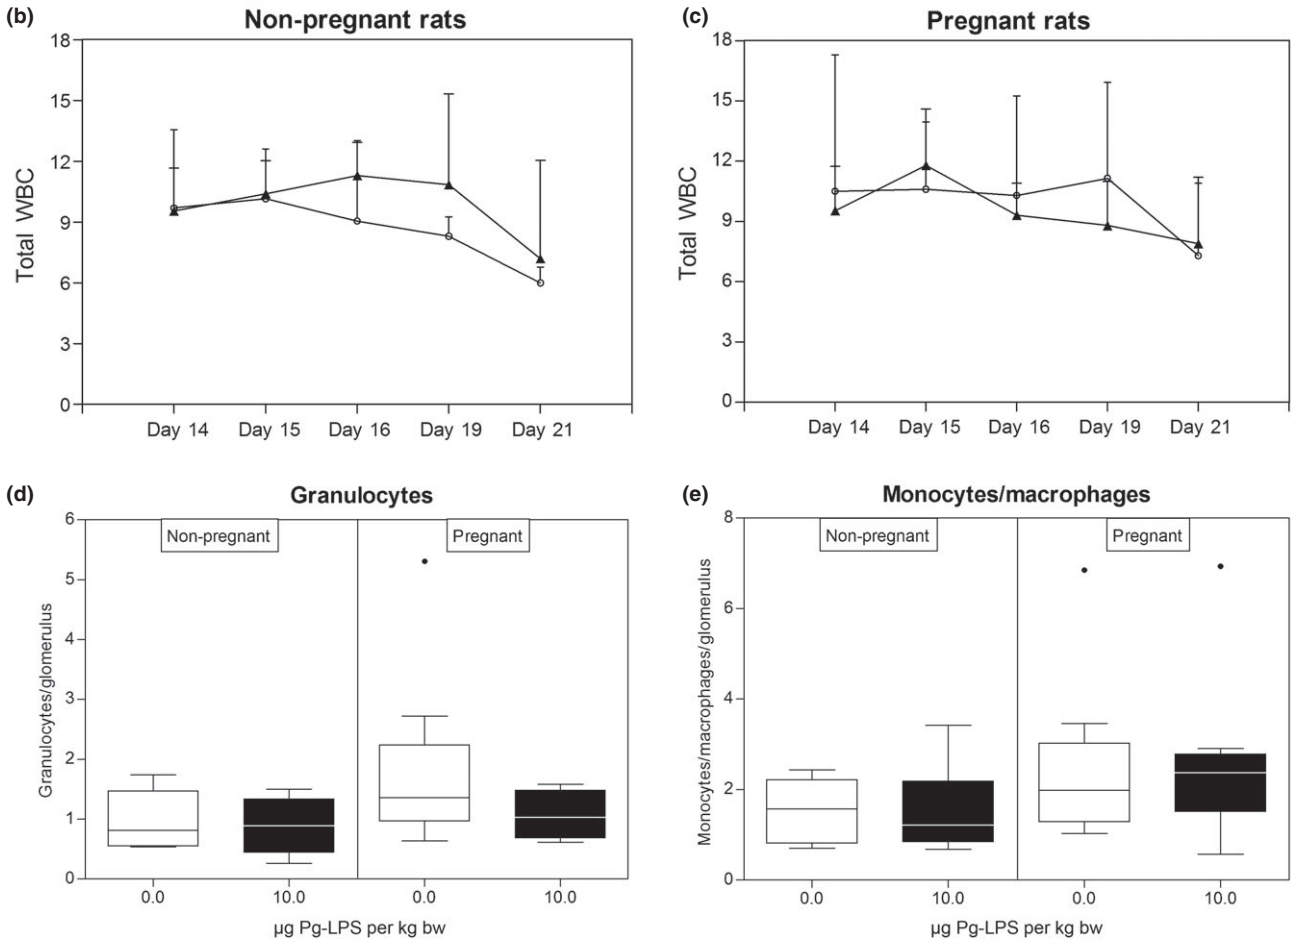 (b) Non-pregnant rats
18
15
12
9
6
3
0
Total WBC
Day 14 Day 15 Day 16 Day 19 Day 21
(c) Pregnant rats
18
15
12
9
6
3
0
Total WBC
Day 14 Day 15 Day 16 Day 19 Day 21
(d) Granulocytes
Non-pregnant Pregnant
6
5
4
3
2
1
0
Granulocytes/glomerulus
0.0 10.0 0.0 10.0
µg Pg-LPS per kg bw
(e) Monocytes/macrophages
Non-pregnant Pregnant
8
6
4
2
0
Monocytes/macrophages/glomerulus
0.0 10.0 0.0 10.0
µg Pg-LPS per kg bw